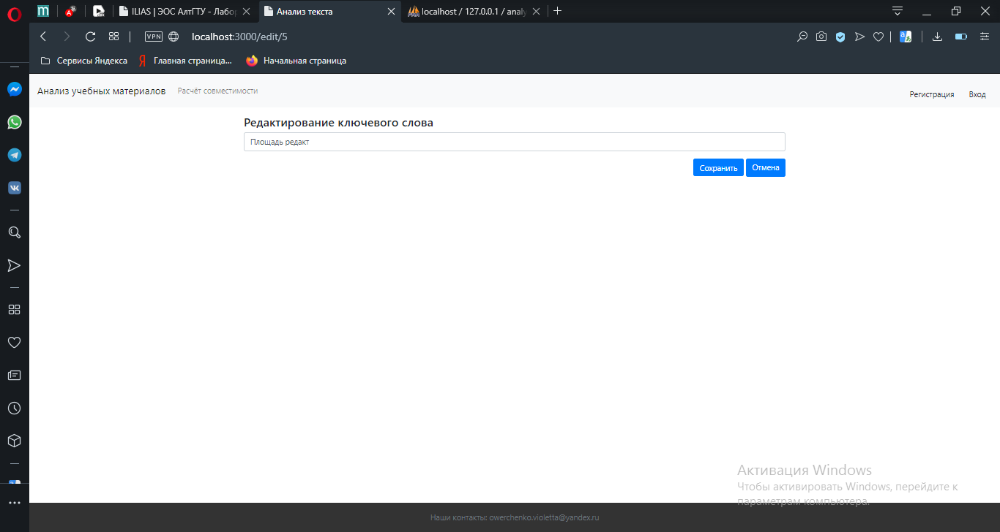 ILIAS | ЭОС АлтГТУ - Лабор
Анализ текста
localhost / 127.0.0.1 / analy
VPN
localhost:3000/edit/5
Сервисы Яндекса
Главная страница...
Начальная страница
Анализ учебных материалов
Расчёт совместимости
Регистрация
Вход
Редактирование ключевого слова
Площадь редакт
Сохранить
Отмена
Активация Windows
Чтобы активировать Windows, перейдите к
параметрам компьютера.
Наши контакты: owerchenko.violetta@yandex.ru